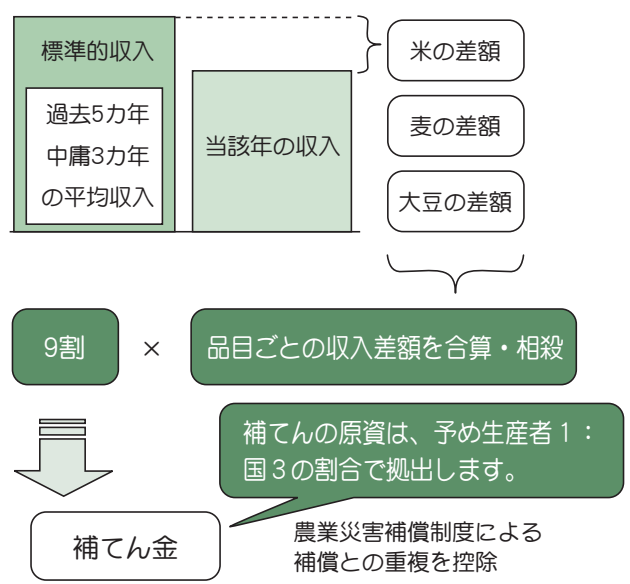 標準的収入
過去5カ年
中庸3カ年
の平均収入
当該年の収入
米の差額
麦の差額
大豆の差額
9割
×
品目ごとの収入差額を合算・相殺
補てんの原資は、予め生産者１：
国３の割合で拠出します。
補てん金
農業災害補償制度による
補償との重複を控除